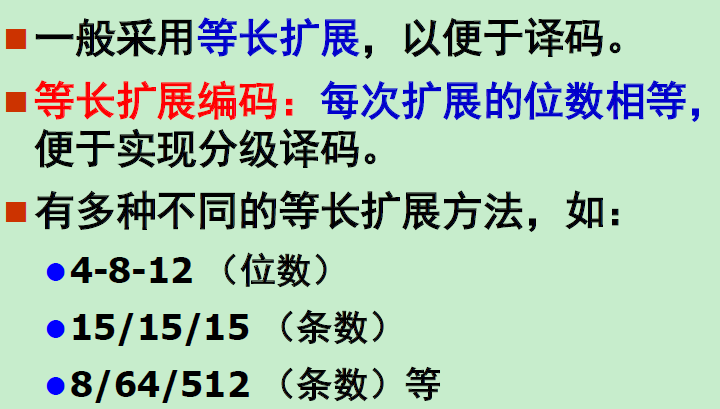 一般采用等长扩展，以便于译码。
等长扩展编码：每次扩展的位数相等，
便于实现分级译码。
有多种不同的等长扩展方法，如：
4-8-12 （位数）
15/15/15 （条数）
8/64/512 （条数）等